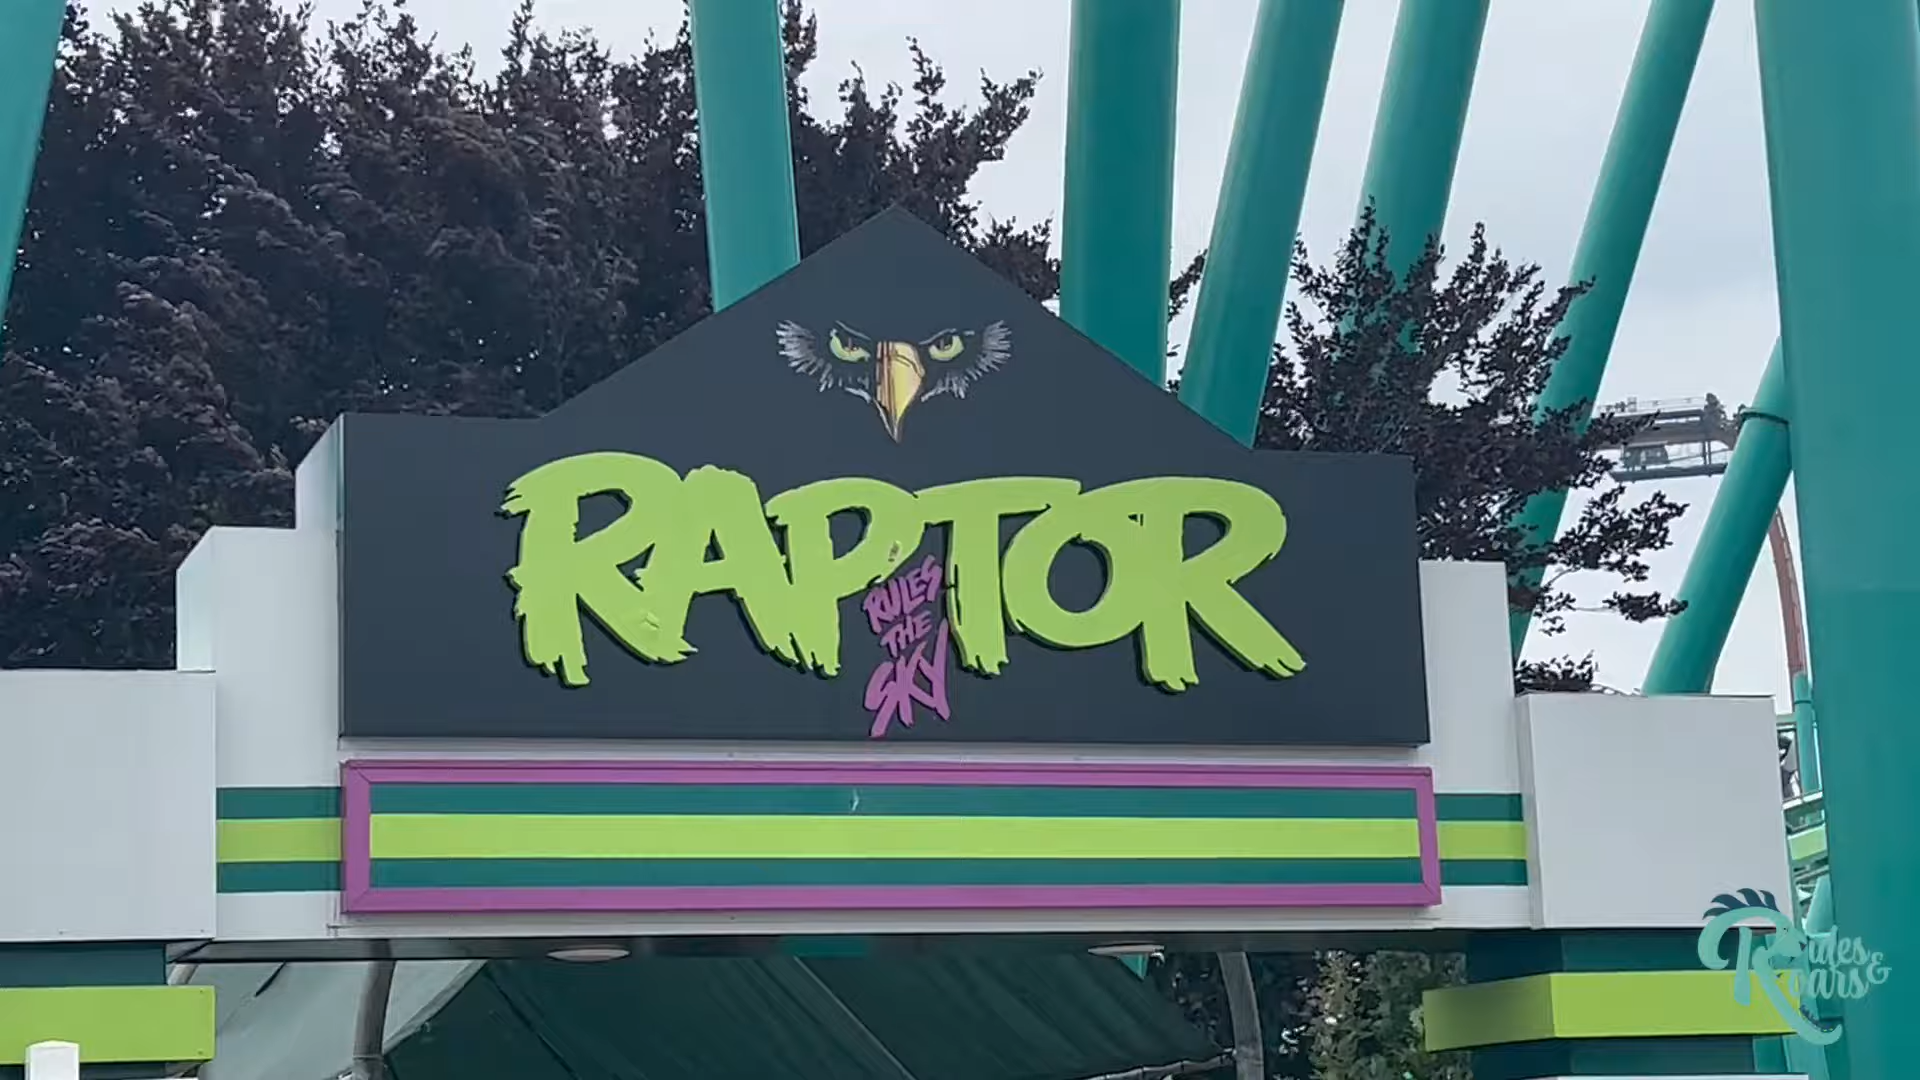 RAPTOR
RULES
THE
SKY
Rides &
Roars